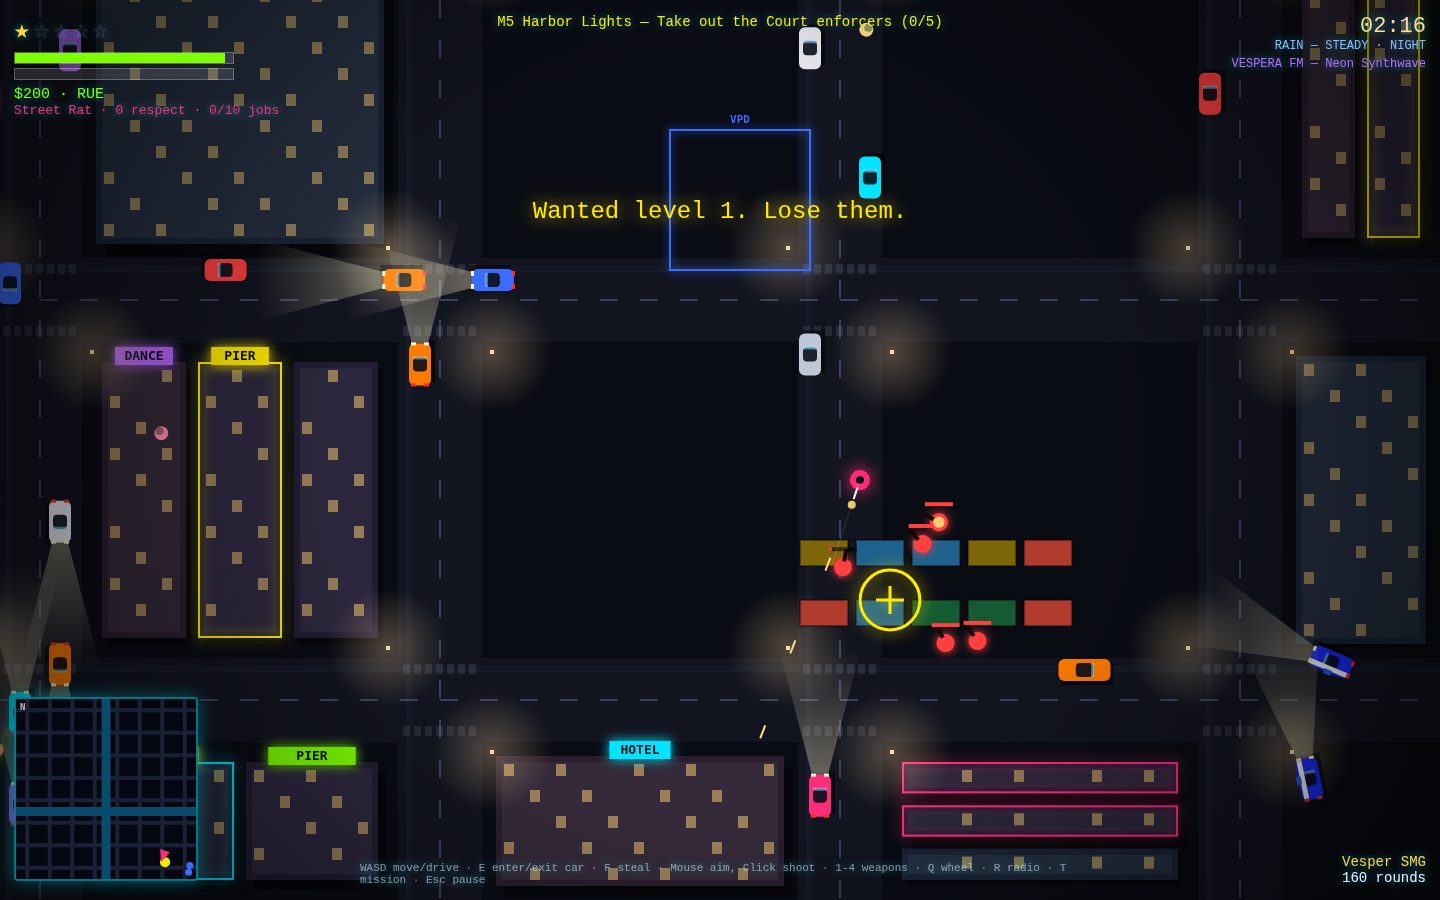 M5 Harbor Lights — Take out the Court enforcers (0/5)
02:16
RAIN — STEADY · NIGHT
VESPERA FM — Neon Synthwave
$200 · RUE
Street Rat · 0 respect · 0/10 jobs
VPD
Wanted level 1. Lose them.
DANCE
PIER
N
PIER
HOTEL
WASD move/drive · E enter/exit car · F steal · Mouse aim, Click shoot · 1-4 weapons · Q wheel · R radio · T
mission · Esc pause
Vesper SMG
160 rounds